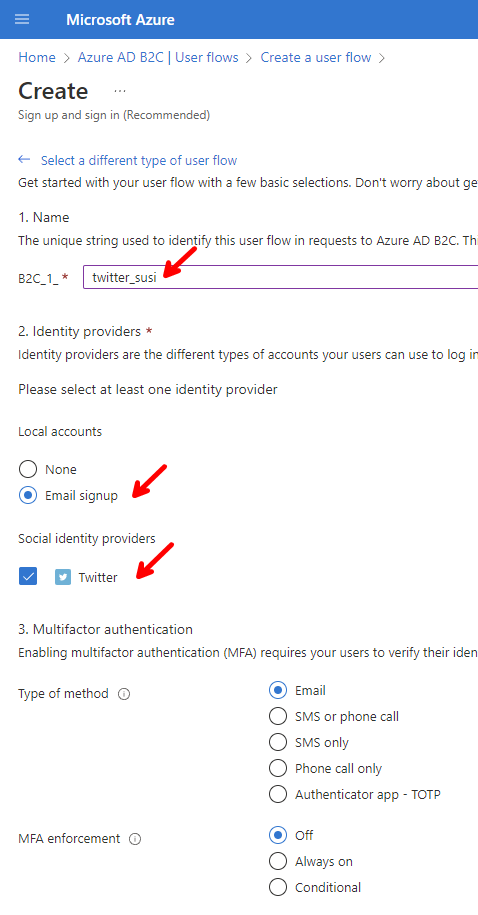 Microsoft Azure
Home > Azure AD B2C | User flows > Create a user flow >
Create ...
Sign up and sign in (Recommended)
← Select a different type of user flow
Get started with your user flow with a few basic selections. Don't worry about ge
1. Name
The unique string used to identify this user flow in requests to Azure AD B2C. Thi
B2C_1_ * twitter_susi
2. Identity providers *
Identity providers are the different types of accounts your users can use to log in
Please select at least one identity provider
Local accounts
None
Email signup
Social identity providers
Twitter
3. Multifactor authentication
Enabling multifactor authentication (MFA) requires your users to verify their iden
Type of method
Email
SMS or phone call
SMS only
Phone call only
Authenticator app - TOTP
MFA enforcement
Off
Always on
Conditional